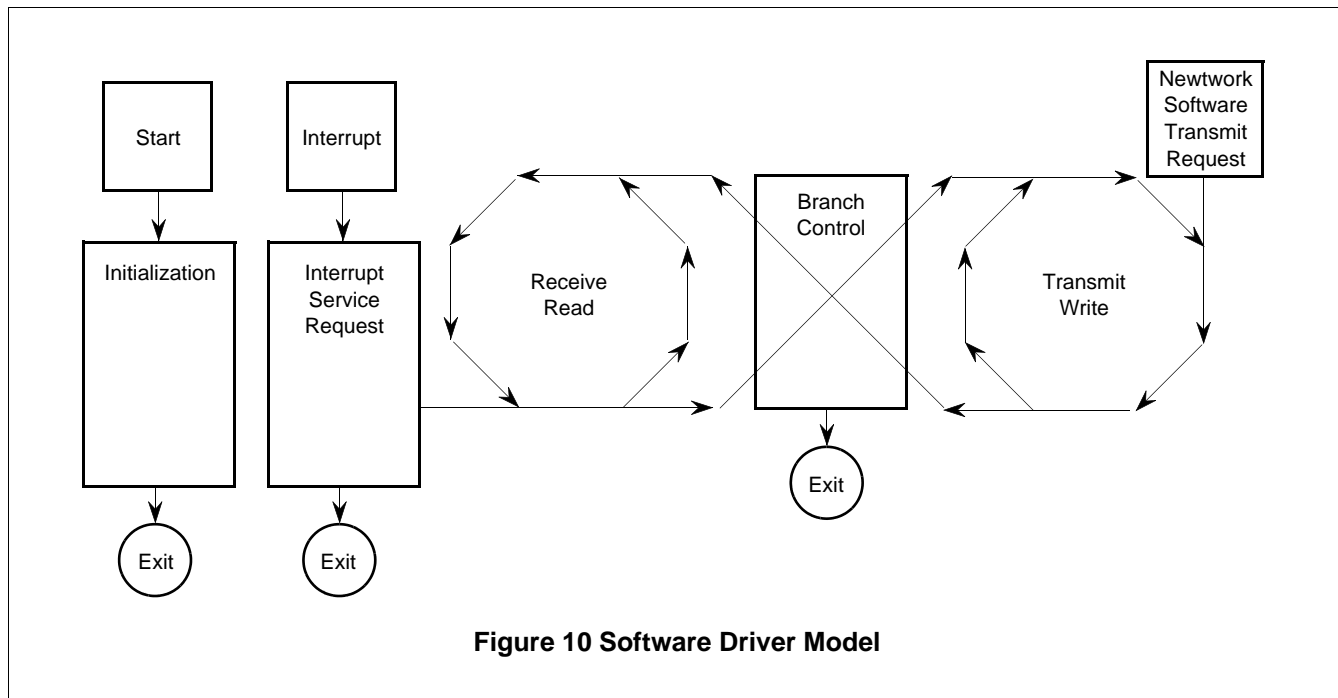 Start
Interrupt
Newtwork
Software
Transmit
Request
Initialization
Interrupt
Service
Request
Receive
Read
Branch
Control
Transmit
Write
Exit
Exit
Exit
Figure 10 Software Driver Model